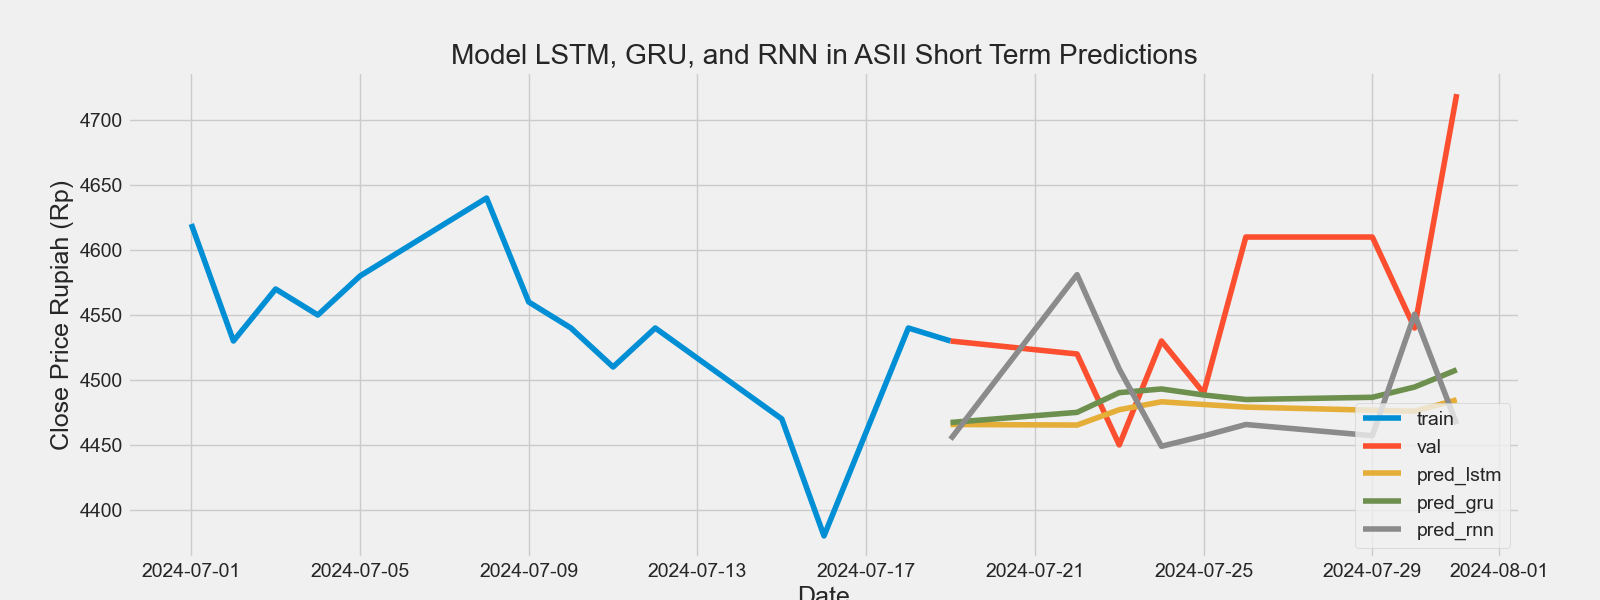 Model LSTM, GRU, and RNN in ASII Short Term Predictions
Close Price Rupiah (Rp)
4700
4650
4600
4550
4500
4450
4400
train
val
pred_lstm
pred_gru
pred_rnn
2024-07-01 2024-07-05 2024-07-09 2024-07-13 2024-07-17 2024-07-21 2024-07-25 2024-07-29 2024-08-01
Date